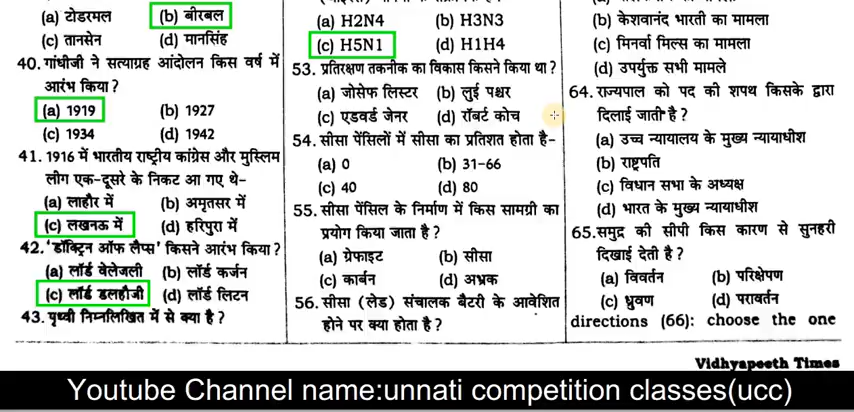 (a) टोडरमल (b) बीरबल
(c) तानसेन (d) मानसिंह
40. गांधीजी ने सत्याग्रह आंदोलन किस वर्ष में
आरंभ किया ?
(a) 1919 (b) 1927
(c) 1934 (d) 1942
41. 1916 में भारतीय राष्ट्रीय कांग्रेस और मुस्लिम
लीग एक-दूसरे के निकट आ गए थे-
(a) लाहौर में (b) अमृतसर में
(c) लखनऊ में (d) हरिपुरा में
42. 'डॉक्ट्रिन ऑफ लैप्स' किसने आरंभ किया ?
(a) लॉर्ड वेलेजली (b) लॉर्ड कर्जन
(c) लॉर्ड डलहौजी (d) लॉर्ड लिटन
43. पृथ्वी निम्नलिखित में से क्या है ?
(a) H2N4 (b) H3N3
(c) H5N1 (d) H1H4
53. प्रतिरक्षण तकनीक का विकास किसने किया था ?
(a) जोसेफ लिस्टर (b) लुई पश्चर
(c) एडवर्ड जेनर (d) रॉबर्ट कोच
54. सीसा पेंसिलों में सीसा का प्रतिशत होता है-
(a) 0 (b) 31-66
(c) 40 (d) 80
55. सीसा पेंसिल के निर्माण में किस सामग्री का
प्रयोग किया जाता है ?
(a) ग्रेफाइट (b) सीसा
(c) कार्बन (d) अभ्रक
56. सीसा (लेड) संचालक बैटरी के आवेशित
होने पर क्या होता है ?
(b) केशवानंद भारती का मामला
(c) मिनर्वा मिल्स का मामला
(d) उपर्युक्त सभी मामले
64. राज्यपाल को पद की शपथ किसके द्वारा
दिलाई जाती है ?
(a) उच्च न्यायालय के मुख्य न्यायाधीश
(b) राष्ट्रपति
(c) विधान सभा के अध्यक्ष
(d) भारत के मुख्य न्यायाधीश
65. समुद्र की सीपी किस कारण से सुनहरी
दिखाई देती है ?
(a) विवर्तन (b) परिक्षेपण
(c) ध्रुवण (d) परावर्तन
directions (66): choose the one
Vidhyapeeth Times
Youtube Channel name:unnati competition classes(ucc)